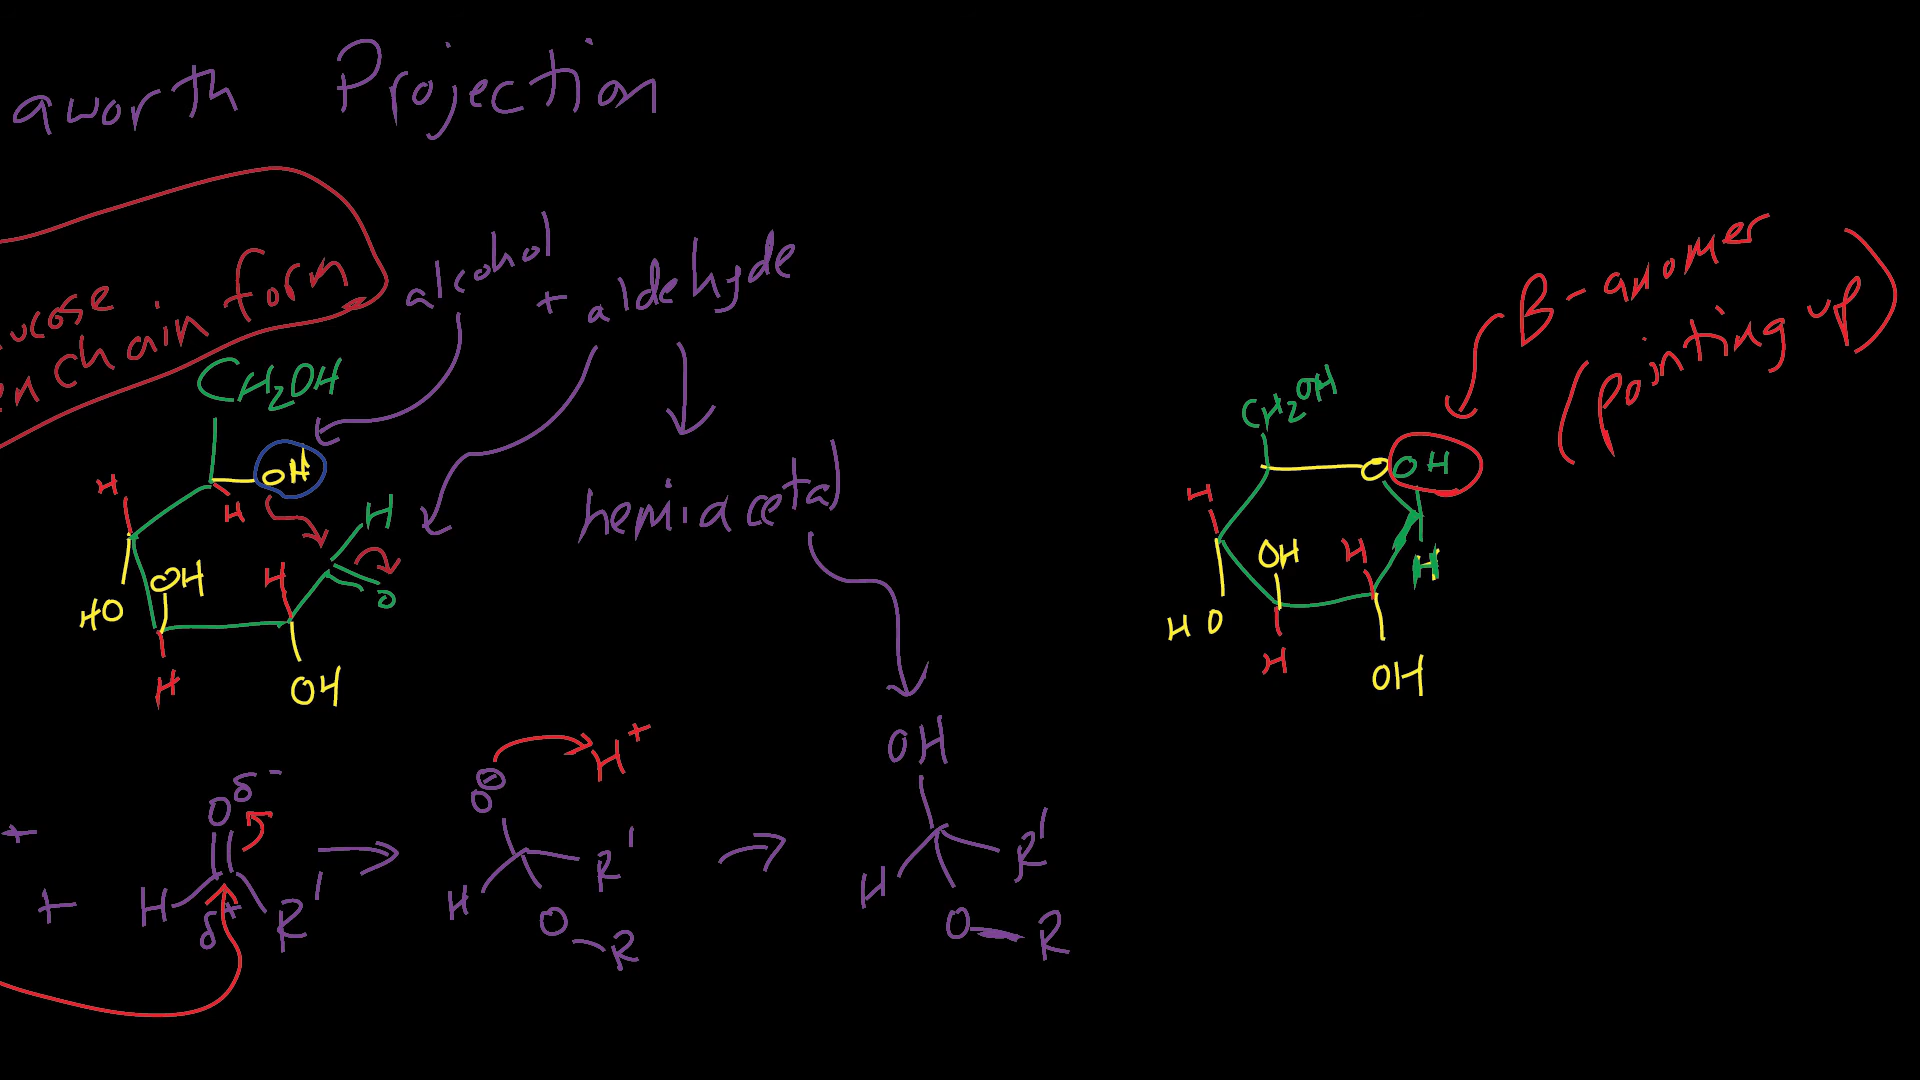 aworth Projection
ucose
en chain form
alcohol
+ aldehyde
hemiacetal
CH2OH
OH
H
H
H
O
HO
OH
H
H
OH
CH2OH
O OH
H
OH
H
H
HO
H
OH
β-anomer
(pointing up)
+
+
O δ-
H
δ+
R'
O⊖
H+
H
R'
O
R
OH
H
R'
O
R